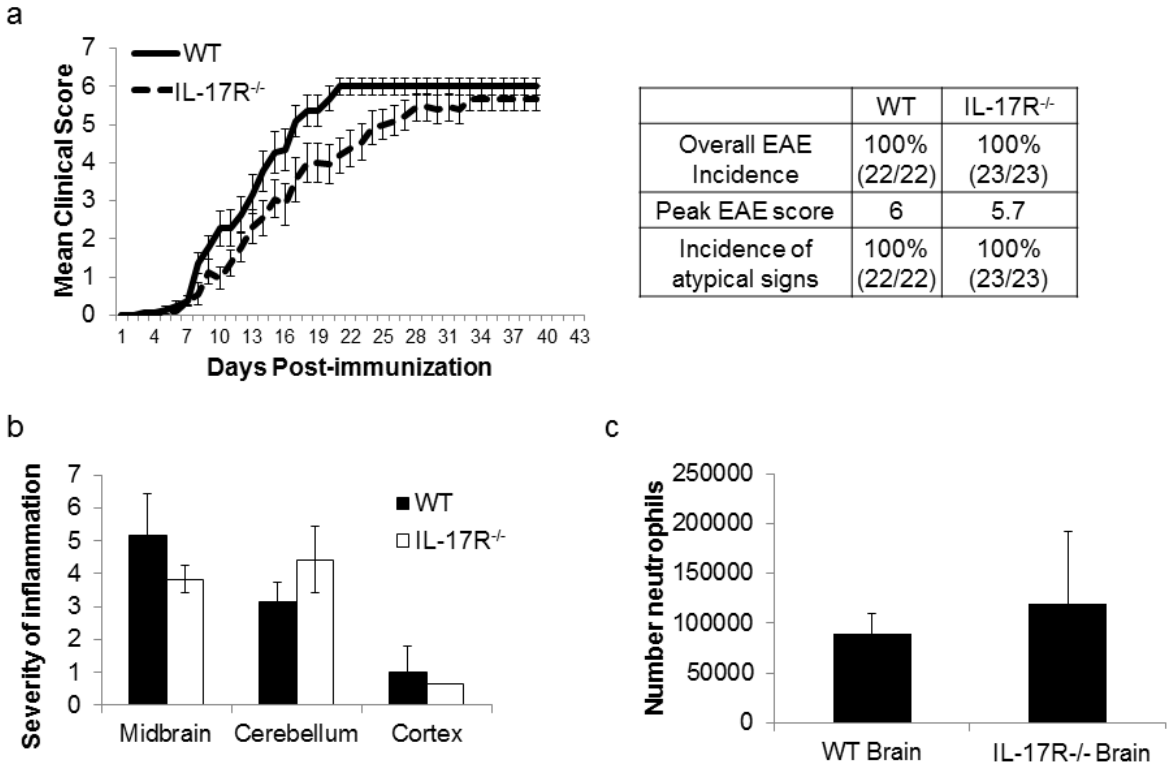 a
7
6
5
4
3
2
1
0
Mean Clinical Score
WT
IL-17R-/-
1 4 7 10 13 16 19 22 25 28 31 34 37 40 43
Days Post-immunization
WT IL-17R-/-
Overall EAE 100% 100%
Incidence (22/22) (23/23)
Peak EAE score 6 5.7
Incidence of 100% 100%
atypical signs (22/22) (23/23)
b
Severity of inflammation
7
6
5
4
3
2
1
0
WT
IL-17R-/-
Midbrain Cerebellum Cortex
c
Number neutrophils
250000
200000
150000
100000
50000
0
WT Brain IL-17R-/- Brain